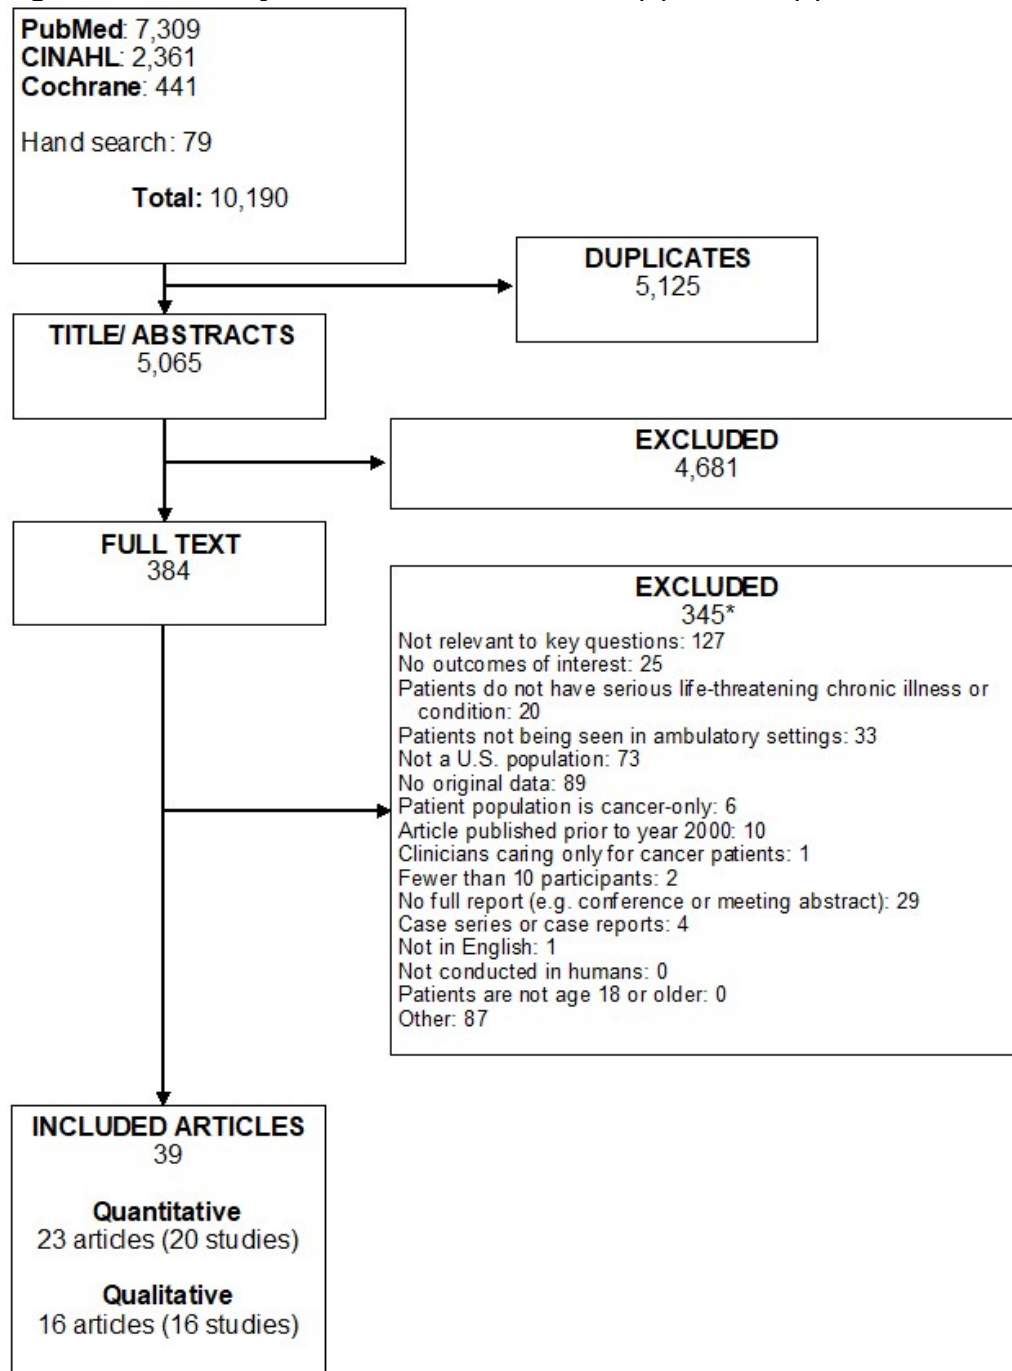 PubMed: 7,309
CINAHL: 2,361
Cochrane: 441
Hand search: 79
Total: 10,190
DUPLICATES
5,125
TITLE/ ABSTRACTS
5,065
EXCLUDED
4,681
FULL TEXT
384
EXCLUDED
345*
Not relevant to key questions: 127
No outcomes of interest: 25
Patients do not have serious life-threatening chronic illness or
condition: 20
Patients not being seen in ambulatory settings: 33
Not a U.S. population: 73
No original data: 89
Patient population is cancer-only: 6
Article published prior to year 2000: 10
Clinicians caring only for cancer patients: 1
Fewer than 10 participants: 2
No full report (e.g. conference or meeting abstract): 29
Case series or case reports: 4
Not in English: 1
Not conducted in humans: 0
Patients are not age 18 or older: 0
Other: 87
INCLUDED ARTICLES
39
Quantitative
23 articles (20 studies)
Qualitative
16 articles (16 studies)